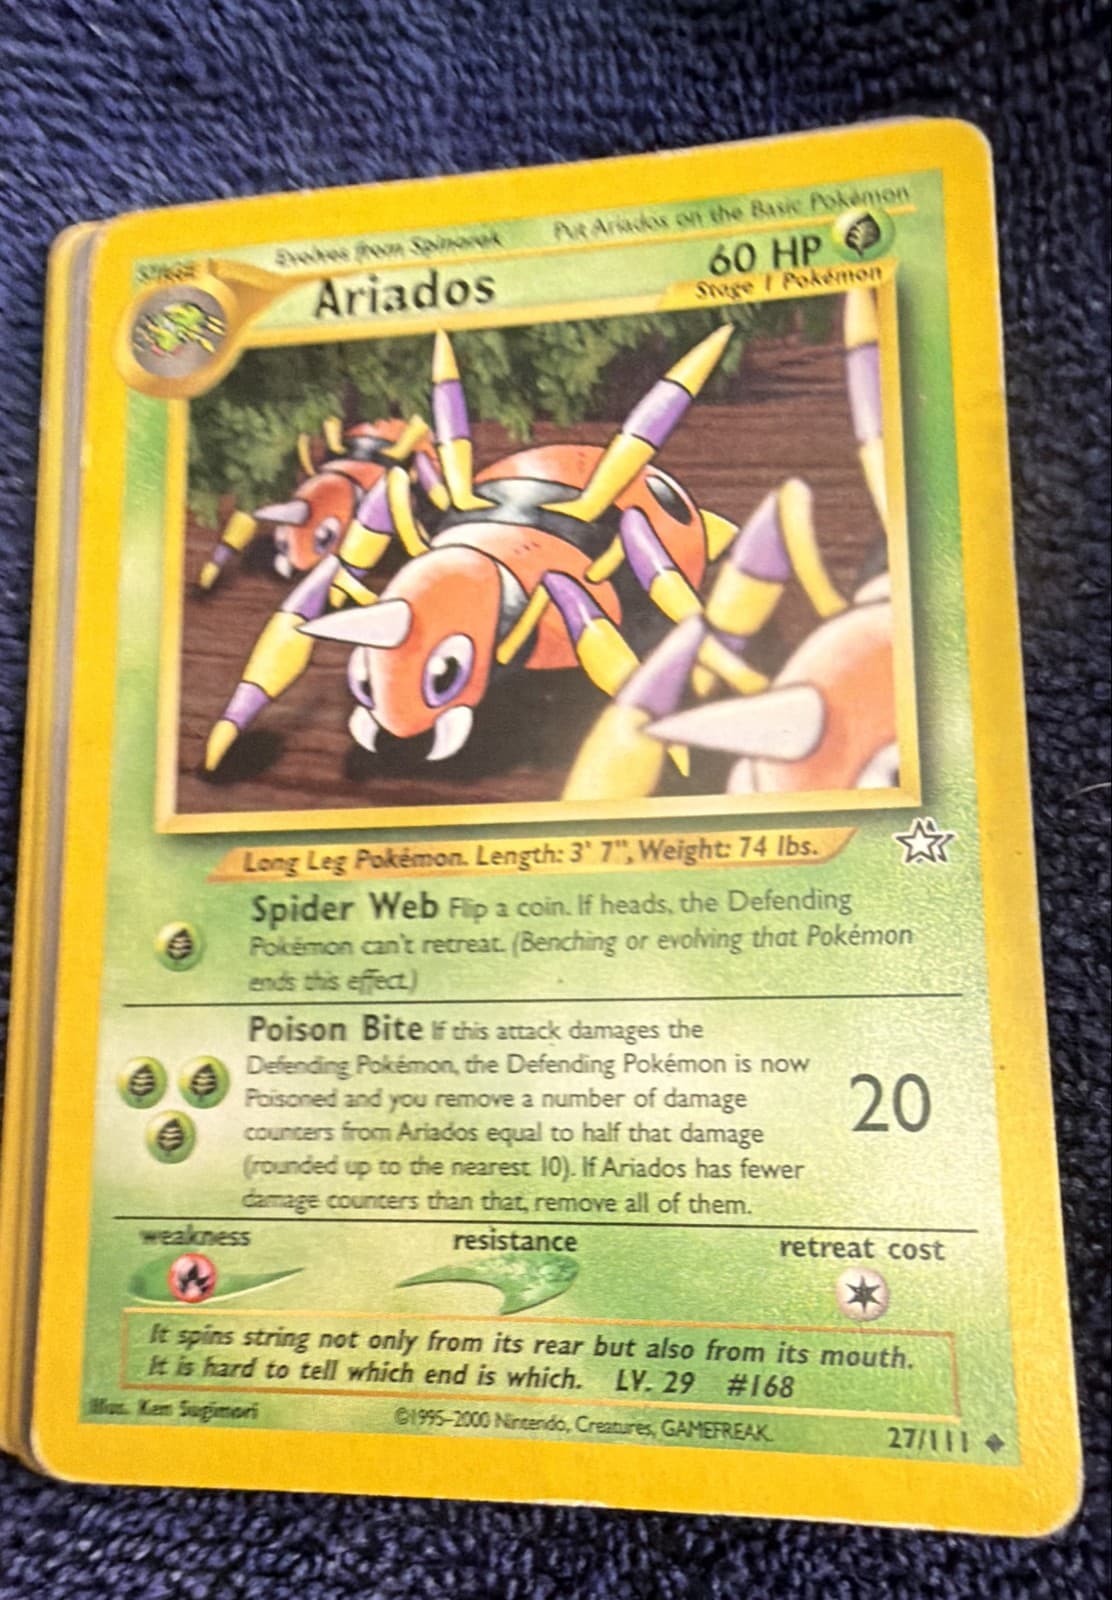 Evolves from Spinarak
Put Ariados on the Basic Pokémon
Ariados
60 HP
Stage 1 Pokémon
Long Leg Pokémon. Length: 3' 7", Weight: 74 lbs.
Spider Web Flip a coin. If heads, the Defending
Pokémon can't retreat. (Benching or evolving that Pokémon
ends this effect.)
Poison Bite If this attack damages the
Defending Pokémon, the Defending Pokémon is now
Poisoned and you remove a number of damage
counters from Ariados equal to half that damage
(rounded up to the nearest 10). If Ariados has fewer
damage counters than that, remove all of them.
20
weakness
resistance
retreat cost
It spins string not only from its rear but also from its mouth.
It is hard to tell which end is which. LV. 29 #168
Illus. Ken Sugimori
©1995-2000 Nintendo, Creatures, GAMEFREAK.
27/111